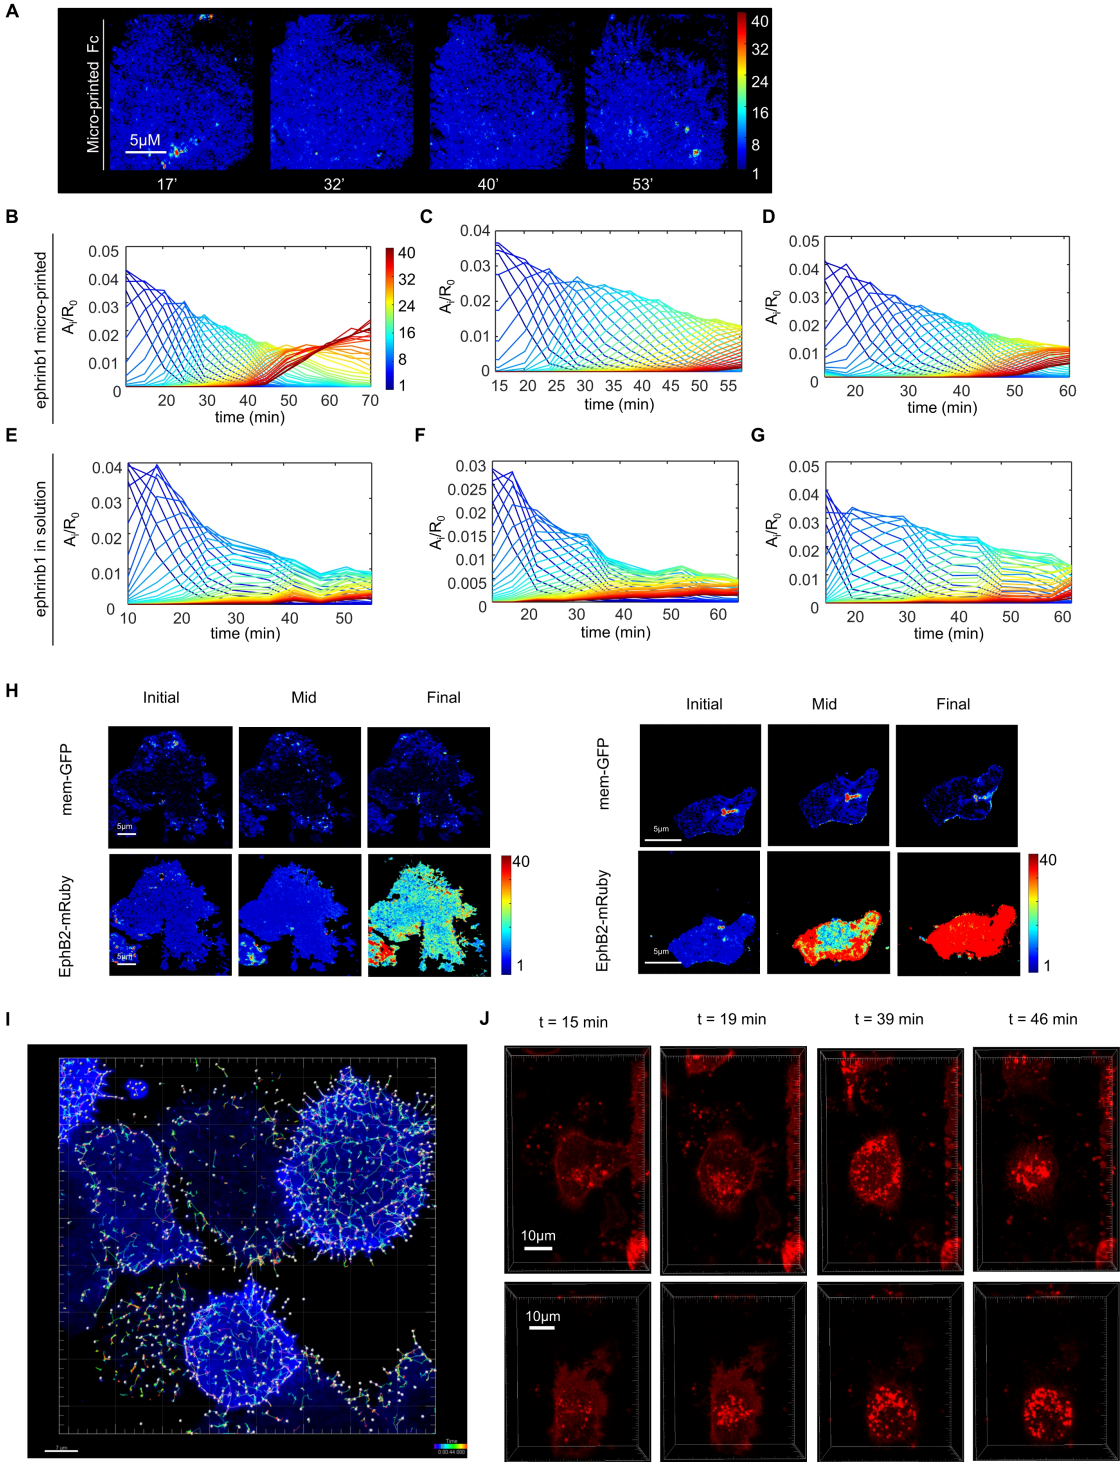 A
Micro-printed Fc
5µM
17'
32'
40'
53'
40
32
24
16
8
1
B
ephrinb1 micro-printed
Ai/R0
0.05
0.04
0.03
0.02
0.01
0
10 20 30 40 50 60 70
time (min)
40
32
24
16
8
1
C
Ai/R0
0.04
0.03
0.02
0.01
0
15 20 25 30 35 40 45 50 55
time (min)
D
Ai/R0
0.05
0.04
0.03
0.02
0.01
0
20 30 40 50 60
time (min)
E
ephrinb1 in solution
Ai/R0
0.04
0.03
0.02
0.01
0
10 20 30 40 50
time (min)
F
Ai/R0
0.03
0.025
0.02
0.015
0.01
0.005
0
20 30 40 50 60
time (min)
G
Ai/R0
0.05
0.04
0.03
0.02
0.01
0
20 30 40 50 60
time (min)
H
Initial Mid Final
mem-GFP
5µm
EphB2-mRuby
5µm
40
1
Initial Mid Final
mem-GFP
5µm
EphB2-mRuby
5µm
40
1
I
Time
J
t = 15 min t = 19 min t = 39 min t = 46 min
10µm
10µm